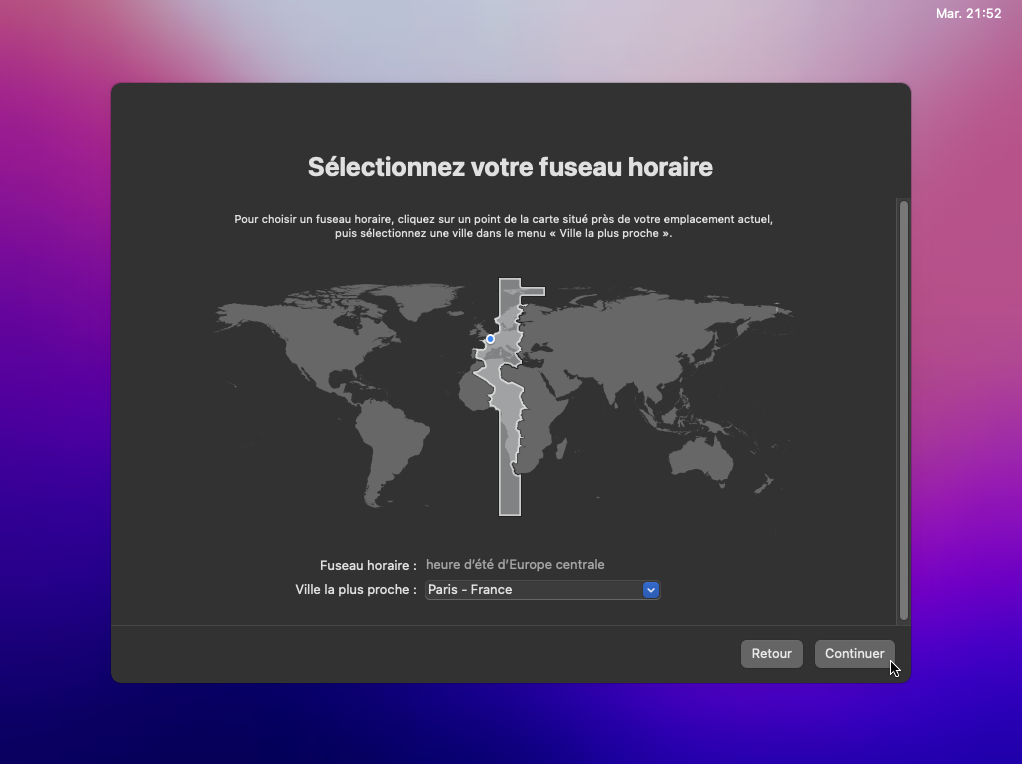 Mar. 21:52
Sélectionnez votre fuseau horaire
Pour choisir un fuseau horaire, cliquez sur un point de la carte situé près de votre emplacement actuel,
puis sélectionnez une ville dans le menu « Ville la plus proche ».
Fuseau horaire : heure d’été d’Europe centrale
Ville la plus proche : Paris - France
Retour Continuer